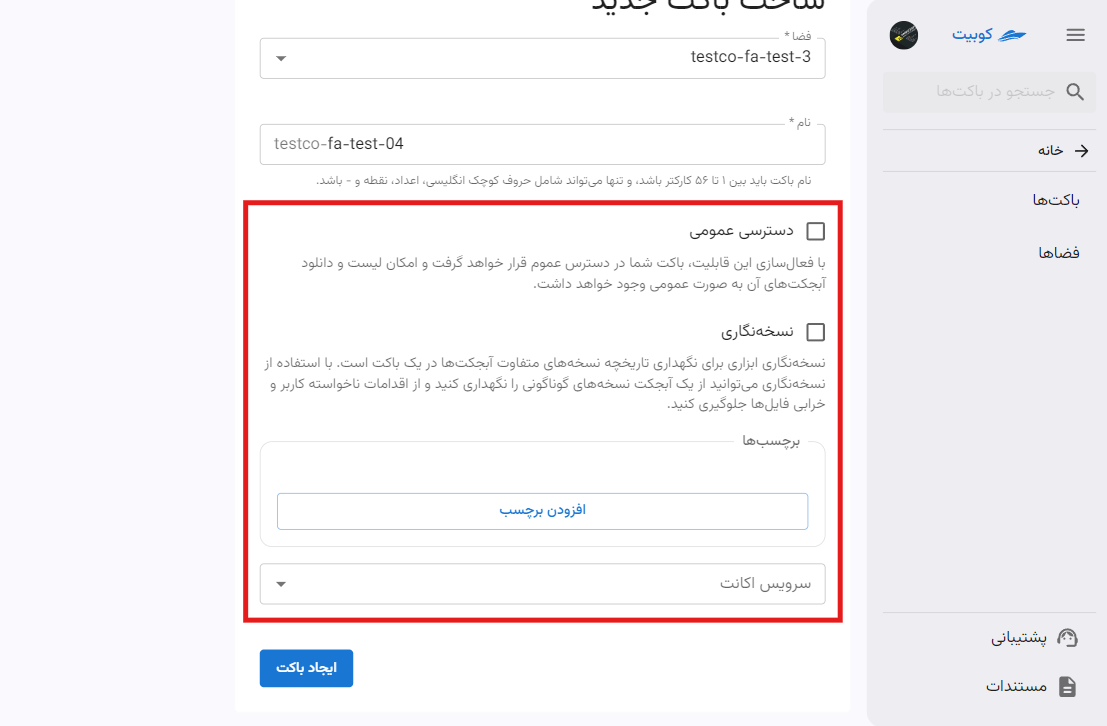 ساخت باکت جدید
فضا *
testco-fa-test-3
نام *
testco-fa-test-04
نام باکت باید بین ۱ تا ۵۶ کارکتر باشد، و تنها می‌تواند شامل حروف کوچک انگلیسی، اعداد، نقطه و - باشد.
دسترسی عمومی
با فعال‌سازی این قابلیت، باکت شما در دسترس عموم قرار خواهد گرفت و امکان لیست و دانلود
آبجکت‌های آن به صورت عمومی وجود خواهد داشت.
نسخه‌نگاری
نسخه‌نگاری ابزاری برای نگهداری تاریخچه نسخه‌های متفاوت آبجکت‌ها در یک باکت است. با استفاده از
نسخه‌نگاری می‌توانید از یک آبجکت نسخه‌های گوناگونی را نگهداری کنید و از اقدامات ناخواسته کاربر و
خرابی فایل‌ها جلوگیری کنید.
برچسب‌ها
افزودن برچسب
سرویس اکانت
ایجاد باکت
کوبیت
جستجو در باکت‌ها
خانه
باکت‌ها
فضاها
پشتیبانی
مستندات